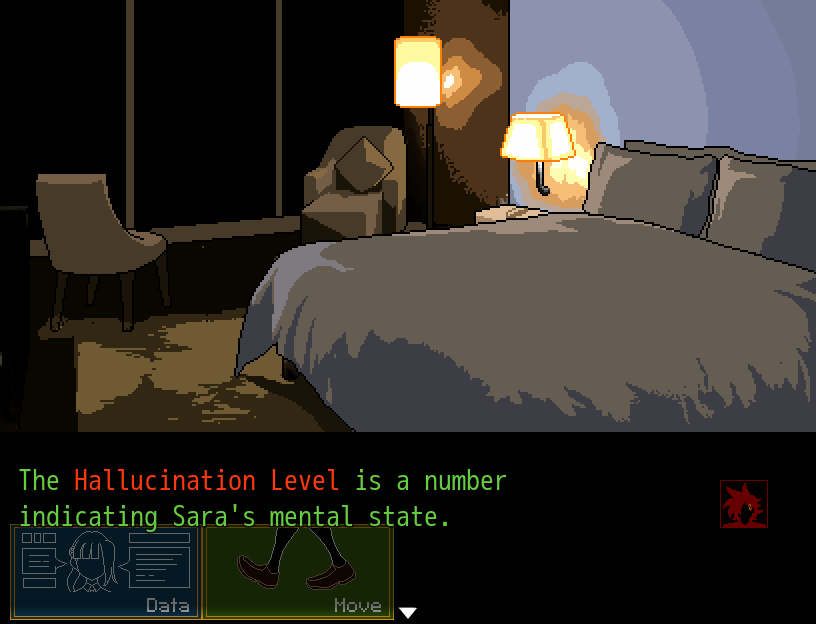 The Hallucination Level is a number
indicating Sara's mental state.
Data
Move